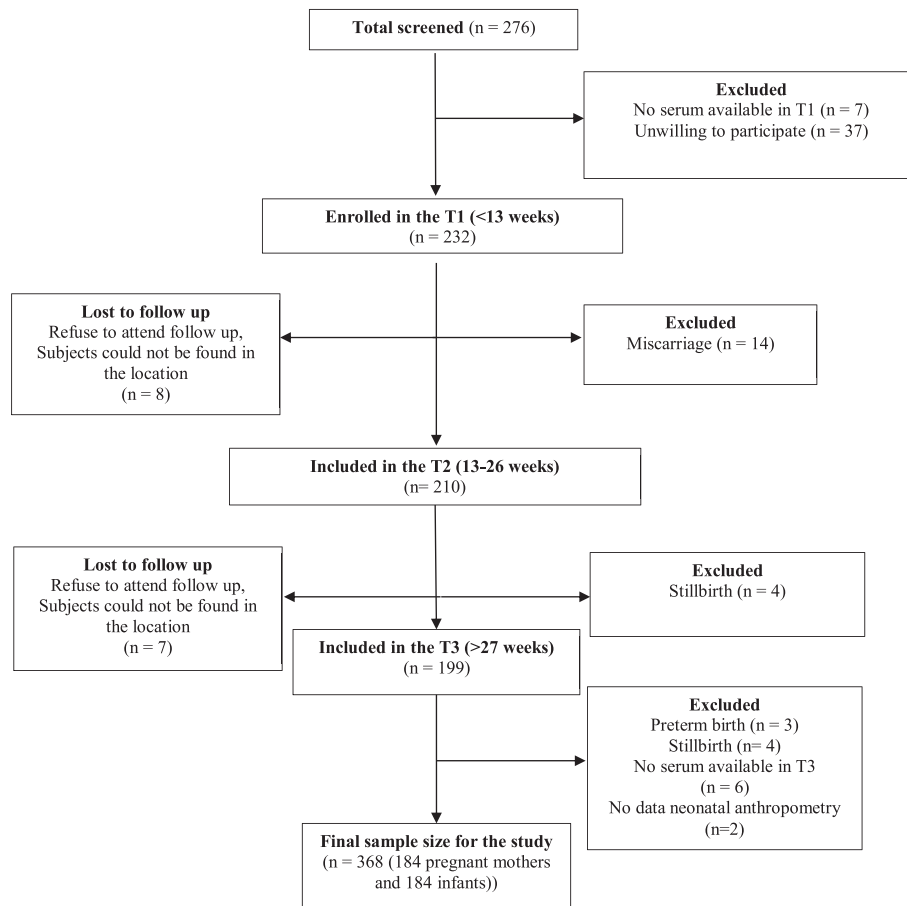 Total screened (n = 276)
Excluded
No serum available in T1 (n = 7)
Unwilling to participate (n = 37)
Enrolled in the T1 (<13 weeks)
(n = 232)
Lost to follow up
Refuse to attend follow up,
Subjects could not be found in
the location
(n = 8)
Excluded
Miscarriage (n = 14)
Included in the T2 (13-26 weeks)
(n= 210)
Lost to follow up
Refuse to attend follow up,
Subjects could not be found in
the location
(n = 7)
Excluded
Stillbirth (n = 4)
Included in the T3 (>27 weeks)
(n = 199)
Excluded
Preterm birth (n = 3)
Stillbirth (n= 4)
No serum available in T3
(n = 6)
No data neonatal anthropometry
(n=2)
Final sample size for the study
(n = 368 (184 pregnant mothers
and 184 infants))